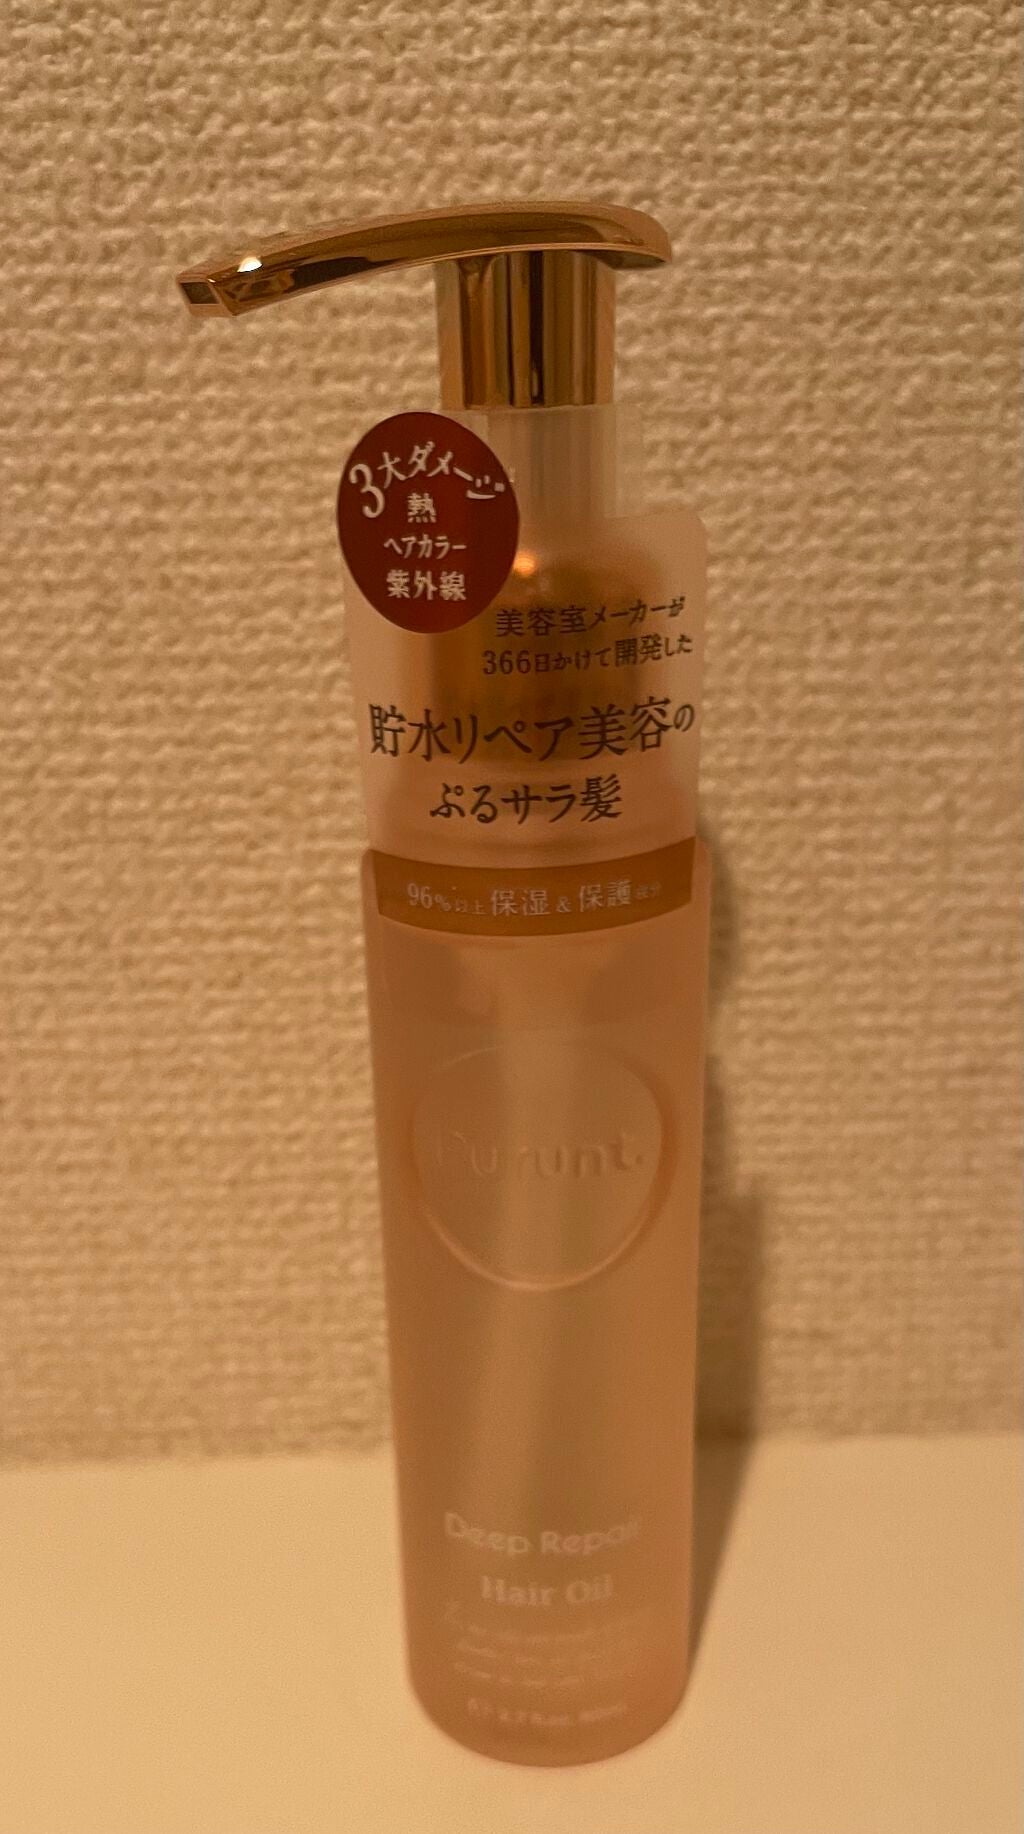 3大ダメージ
熱
ヘアカラー
紫外線
美容室メーカーが
366日かけて開発した
貯水リペア美容の
ぷるサラ髪
96%以上保湿&保護成分
Purunt.
Deep Repair
Hair Oil